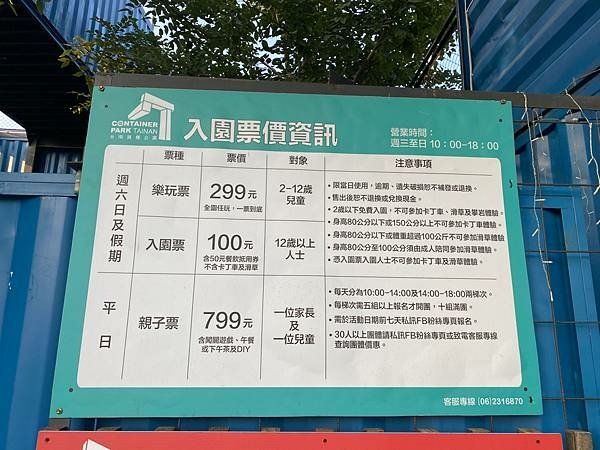 CONTAINER
PARK TAINAN
台南貨櫃公園
入園票價資訊
營業時間：
週三至日 10：00-18：00
票種
票價
對象
注意事項
週六日及假期
樂玩票
299元
全園任玩，一票到底
2-12歲
兒童
入園票
100元
含50元餐飲抵用券
不含卡丁車及滑草
12歲以上
人士
• 限當日使用，逾期、遺失破損恕不補發或退換。
• 售出後恕不退換或兌換現金。
• 2歲以下免費入園，不可參加卡丁車、滑草及攀岩體驗。
• 身高80公分以下或150公分以上不可參加卡丁車體驗。
• 身高80公分以下或體重超過100公斤不可參加滑草體驗
• 身高80公分至100公分須由成人陪同參加滑草體驗。
• 憑入園票入園人士不可參加卡丁車及滑草體驗。
平日
親子票
799元
含闖關遊戲、午餐
或下午茶及DIY
一位家長
及
一位兒童
• 每天分為10:00-14:00及14:00-18:00兩梯次。
• 每梯次需五組以上報名才開團，十組滿團。
• 需於活動日期前七天私訊FB粉絲專頁報名。
• 30人以上團體請私訊FB粉絲專頁或致電客服專線
查詢團體價惠。
客服專線 (06)2316870